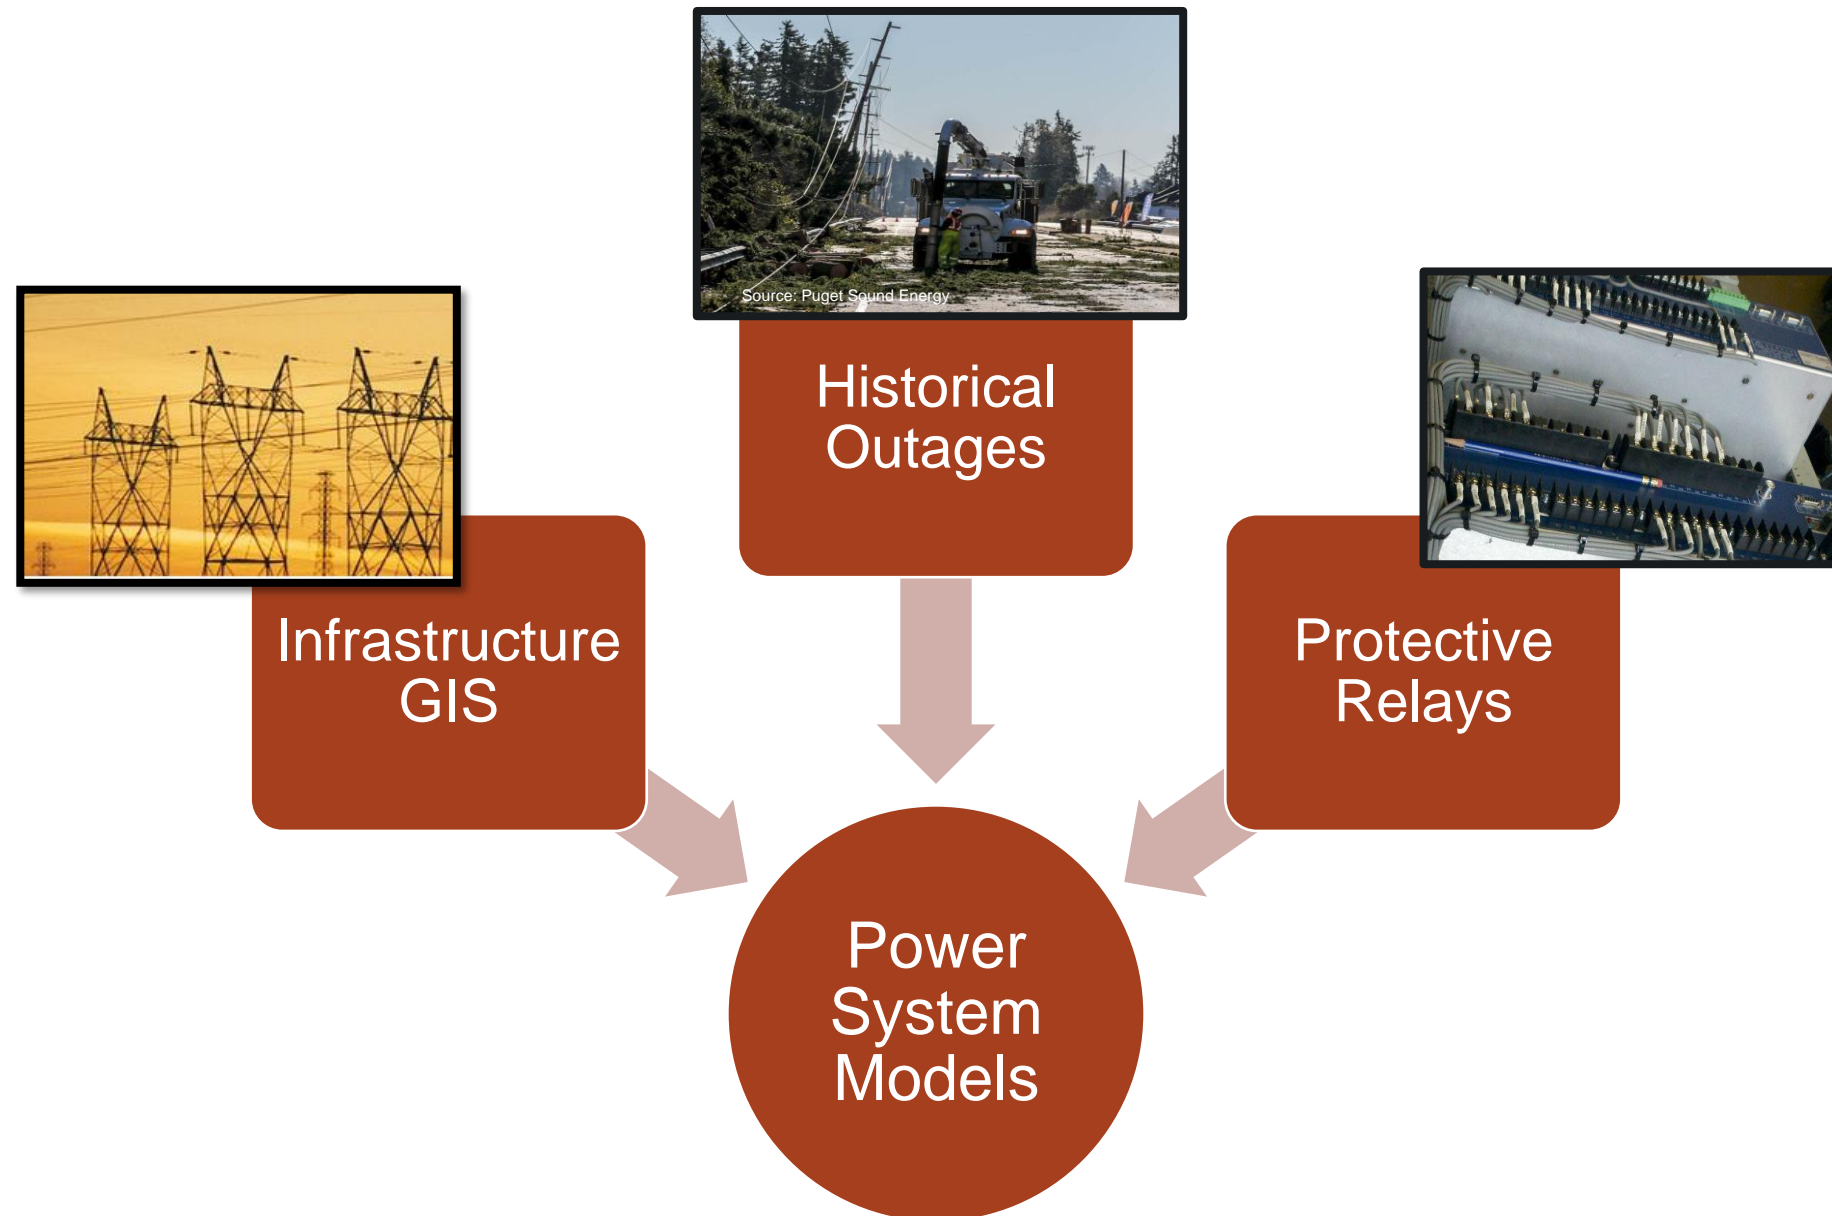 Source: Puget Sound Energy
Historical
Outages
Infrastructure
GIS
Protective
Relays
Power
System
Models